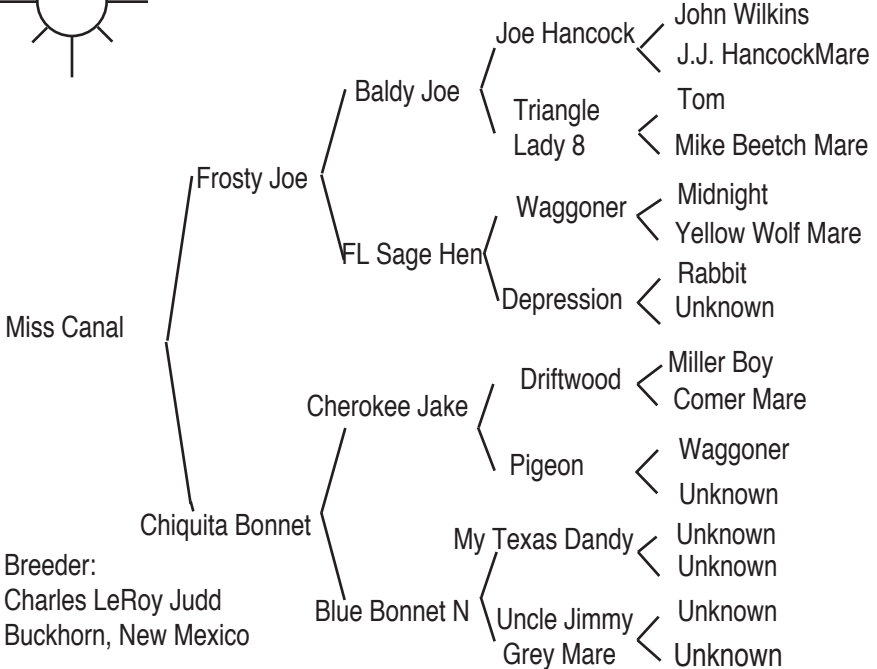 John Wilkins
Joe Hancock
J.J. HancockMare
Baldy Joe
Tom
Triangle
Lady 8
Mike Beetch Mare
Frosty Joe
Midnight
Waggoner
Yellow Wolf Mare
FL Sage Hen
Rabbit
Depression
Unknown
Miss Canal
Miller Boy
Driftwood
Comer Mare
Cherokee Jake
Waggoner
Pigeon
Unknown
Chiquita Bonnet
Unknown
My Texas Dandy
Unknown
Blue Bonnet N
Unknown
Uncle Jimmy
Grey Mare
Unknown
Breeder:
Charles LeRoy Judd
Buckhorn, New Mexico